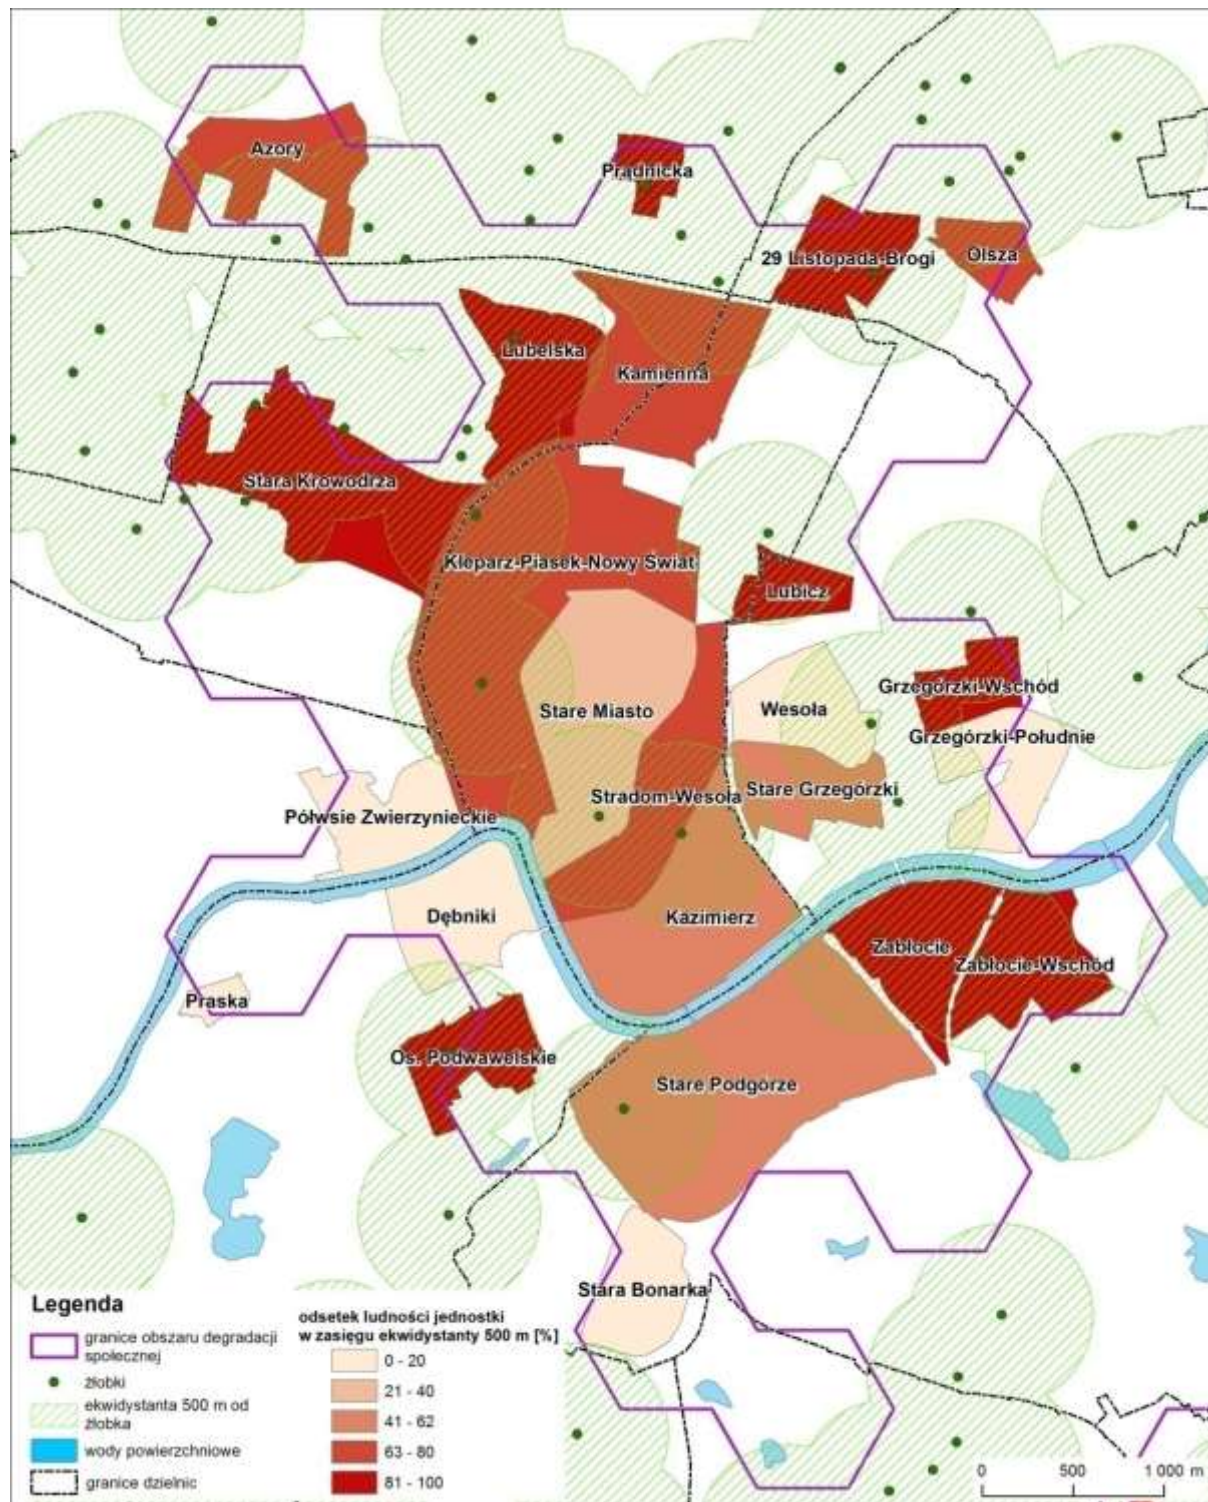 Azory
Prądnicka
29 Listopada-Brogi
Olsza
Lubelska
Kamienna
Stara Krowodrza
Kleparz-Piasek-Nowy Świat
Lubicz
Grzegórzki-Wschód
Stare Miasto
Wesoła
Grzegórzki-Południe
Stradom-Wesoła
Stare Grzegórzki
Półwsie Zwierzynieckie
Dębniki
Kazimierz
Zabłocie
Zabłocie-Wschód
Praska
Os. Podwawelskie
Stare Podgórze
Stara Bonarka
Legenda
granice obszaru degradacji
społecznej
żłobki
ekwidystanta 500 m od
żłobka
wody powierzchniowe
granice dzielnic
odsetek ludności jednostki
w zasięgu ekwidystanty 500 m [%]
0 - 20
21 - 40
41 - 62
63 - 80
81 - 100
0 500 1 000 m